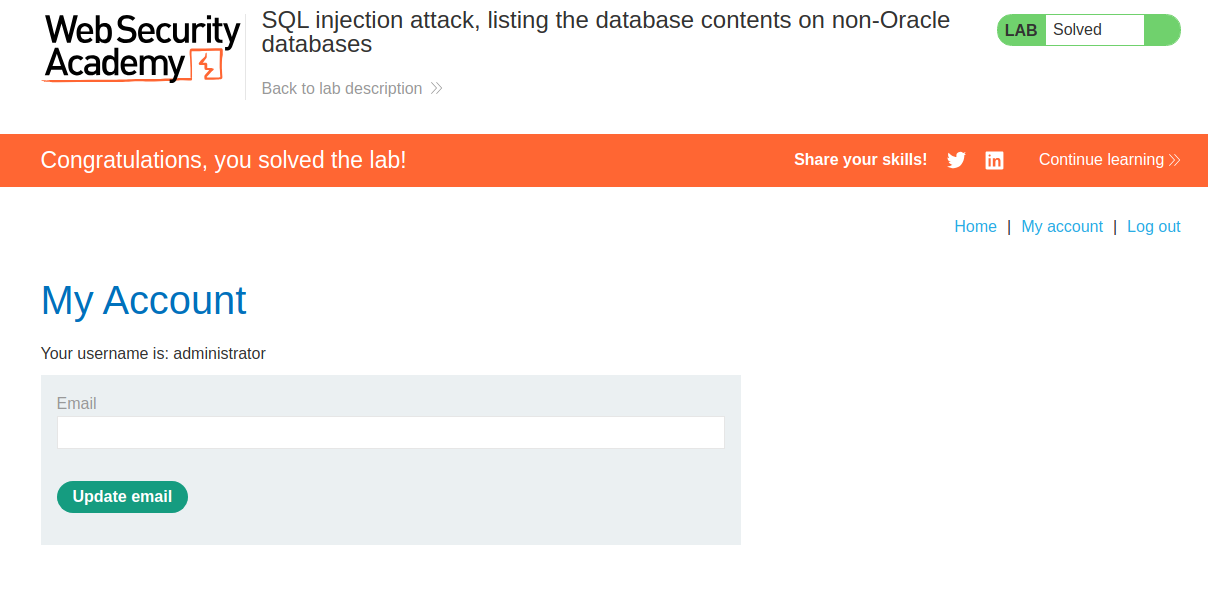 Web Security
Academy
SQL injection attack, listing the database contents on non-Oracle
databases
Back to lab description
LAB Solved
Congratulations, you solved the lab!
Share your skills!
Continue learning
Home | My account | Log out
My Account
Your username is: administrator
Email
Update email